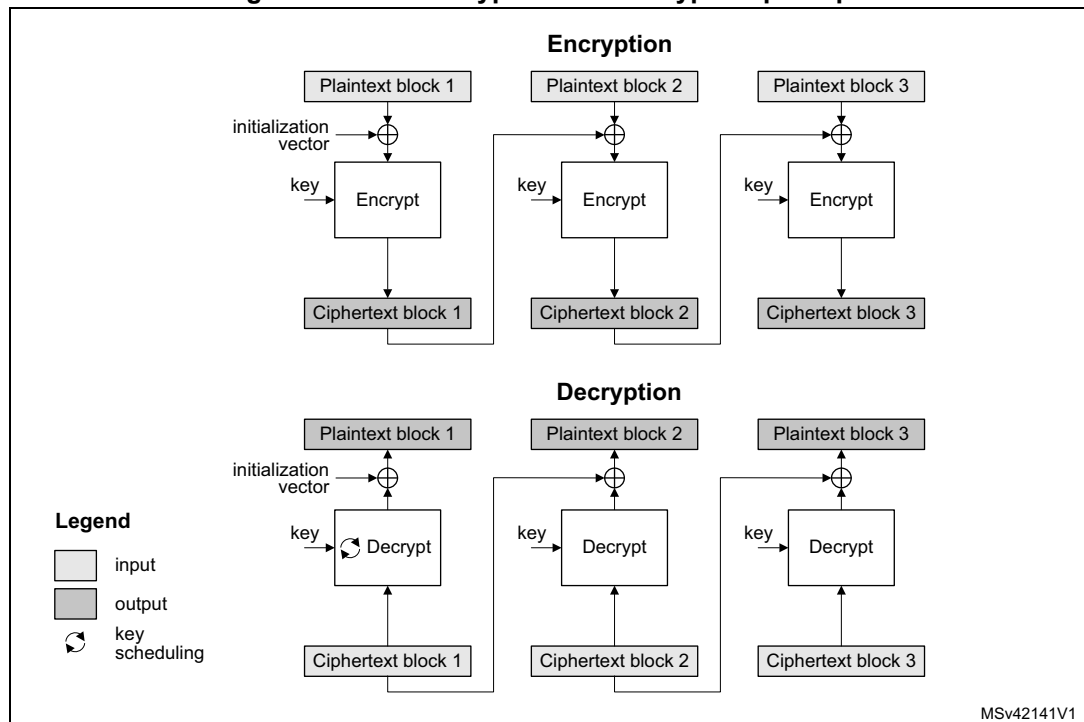 Encryption
Plaintext block 1
Plaintext block 2
Plaintext block 3
initialization
vector
key
Encrypt
key
Encrypt
key
Encrypt
Ciphertext block 1
Ciphertext block 2
Ciphertext block 3
Decryption
Plaintext block 1
Plaintext block 2
Plaintext block 3
initialization
vector
Legend
input
output
key
scheduling
key
Decrypt
key
Decrypt
key
Decrypt
Ciphertext block 1
Ciphertext block 2
Ciphertext block 3
MSv42141V1